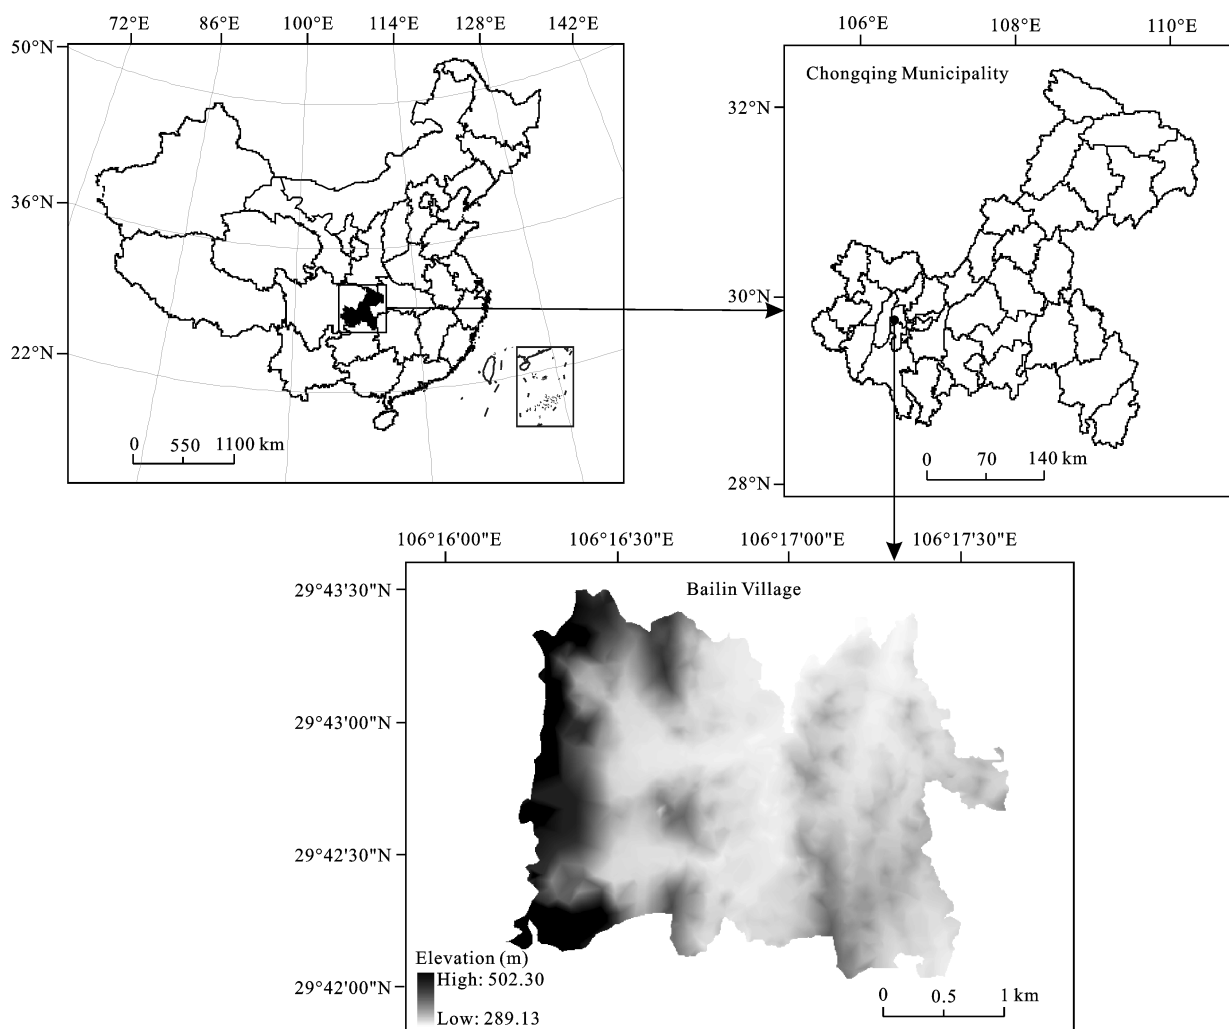 72°E 86°E 100°E 114°E 128°E 142°E
50°N
36°N
22°N
0 550 1100 km
106°E 108°E 110°E
Chongqing Municipality
32°N
30°N
28°N
0 70 140 km
106°16'00"E 106°16'30"E 106°17'00"E 106°17'30"E
Bailin Village
29°43'30"N
29°43'00"N
29°42'30"N
29°42'00"N
Elevation (m)
High: 502.30
Low: 289.13
0 0.5 1 km